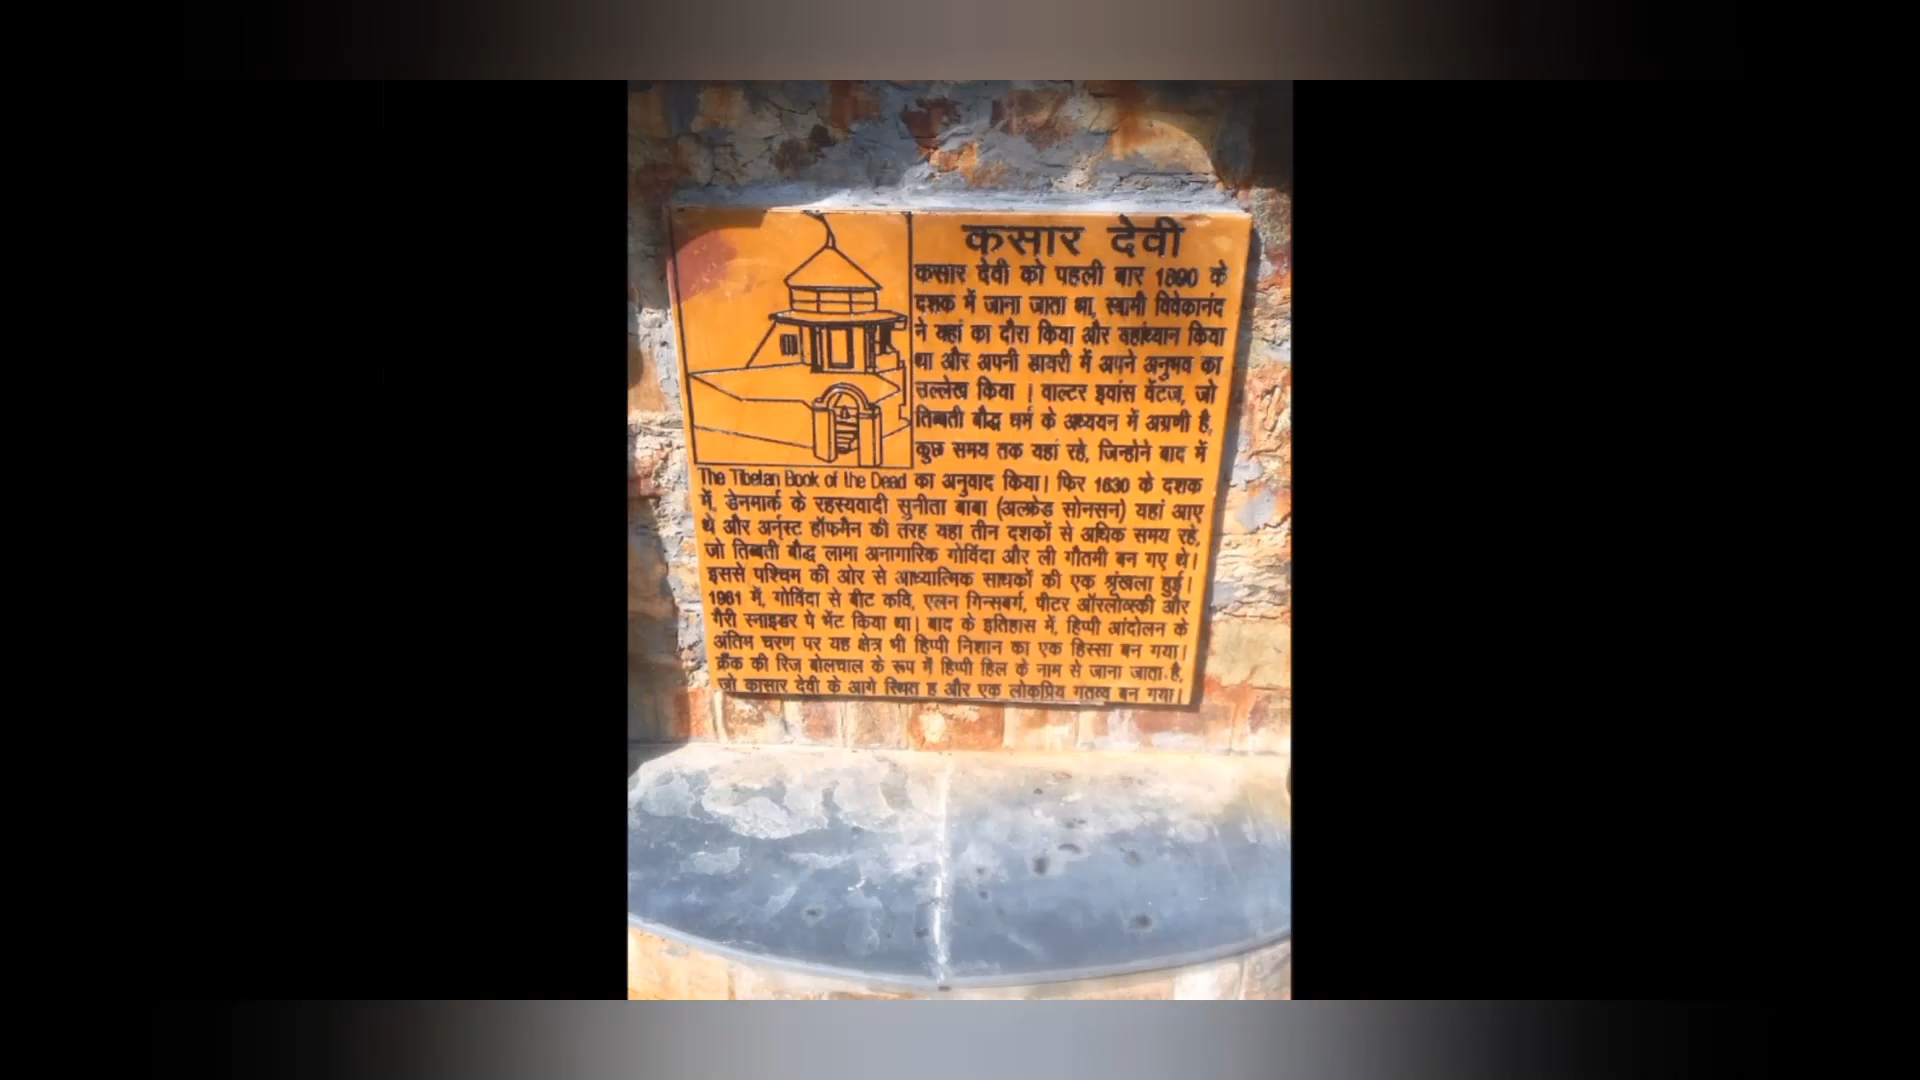 कसार देवी
कसार देवी को पहली बार 1890 के
दशक में जाना जाता था, स्वामी विवेकानंद
ने यहां का दौरा किया और वहांध्यान किया
था और अपनी डायरी में अपने अनुभव का
उल्लेख किया । वाल्टर इवांस वेंटज, जो
तिब्बती बौद्ध धर्म के अध्ययन में अग्रणी है,
कुछ समय तक यहां रहे, जिन्होने बाद में
The Tibetan Book of the Dead का अनुवाद किया। फिर 1630 के दशक
में, डेनमार्क के रहस्यवादी सुनीता बाबा (अल्फ्रेड सोनसन) यहां आए
थे और अर्नस्ट हॉफमैन की तरह यहा तीन दशकों से अधिक समय रहे,
जो तिब्बती बौद्ध लामा अनागारिक गोविंदा और ली गौतमी बन गए थे।
इससे पश्चिम की ओर से आध्यात्मिक साधकों की एक श्रृंखला हुई।
1961 में, गोविंदा से बीट कवि, एलन गिन्सबर्ग, पीटर ऑरलोव्स्की और
गैरी स्नाइडर पे भेंट किया था। बाद के इतिहास में, हिप्पी आंदोलन के
अंतिम चरण पर यह क्षेत्र भी हिप्पी निशान का एक हिस्सा बन गया।
क्रैंक की रिज बोलचाल के रूप में हिप्पी हिल के नाम से जाना जाता है,
जो कासार देवी के आगे स्थित ह और एक लोकप्रिय गंतव्य बन गया।